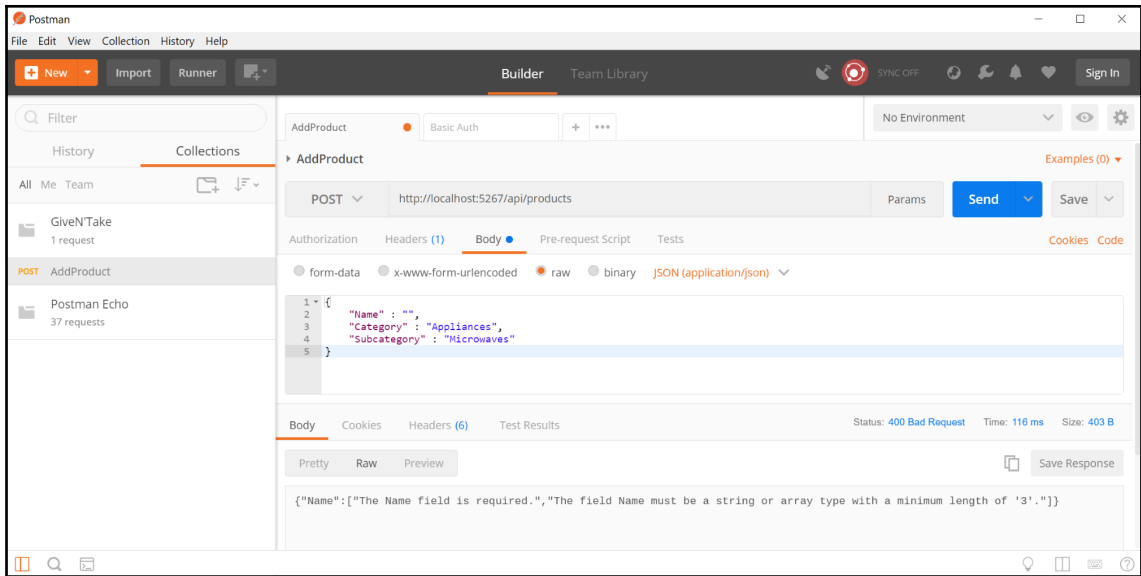 Postman
File Edit View Collection History Help
New Import Runner Builder Team Library SYNC OFF Sign In
Filter
History Collections
All Me Team
GiveN'Take
1 request
POST AddProduct
Postman Echo
37 requests
AddProduct Basic Auth + ••• No Environment
AddProduct Examples (0)
POST http://localhost:5267/api/products Params Send Save
Authorization Headers (1) Body Pre-request Script Tests Cookies Code
form-data x-www-form-urlencoded raw binary JSON (application/json)
1 {
2 "Name" : "",
3 "Category" : "Appliances",
4 "Subcategory" : "Microwaves"
5 }
Body Cookies Headers (6) Test Results Status: 400 Bad Request Time: 116 ms Size: 403 B
Pretty Raw Preview Save Response
{"Name":["The Name field is required.","The field Name must be a string or array type with a minimum length of '3'."]}